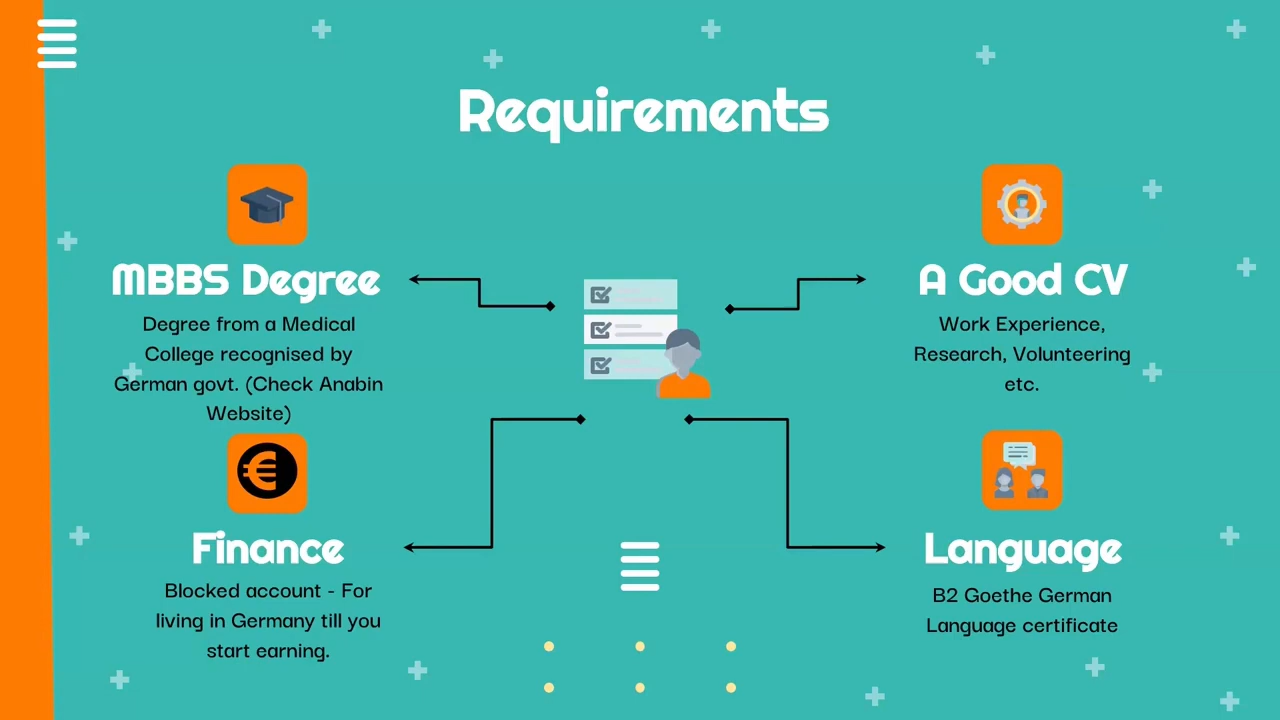 Requirements
MBBS Degree
Degree from a Medical
College recognised by
German govt. (Check Anabin
Website)
A Good CV
Work Experience,
Research, Volunteering
etc.
Finance
Blocked account - For
living in Germany till you
start earning.
Language
B2 Goethe German
Language certificate